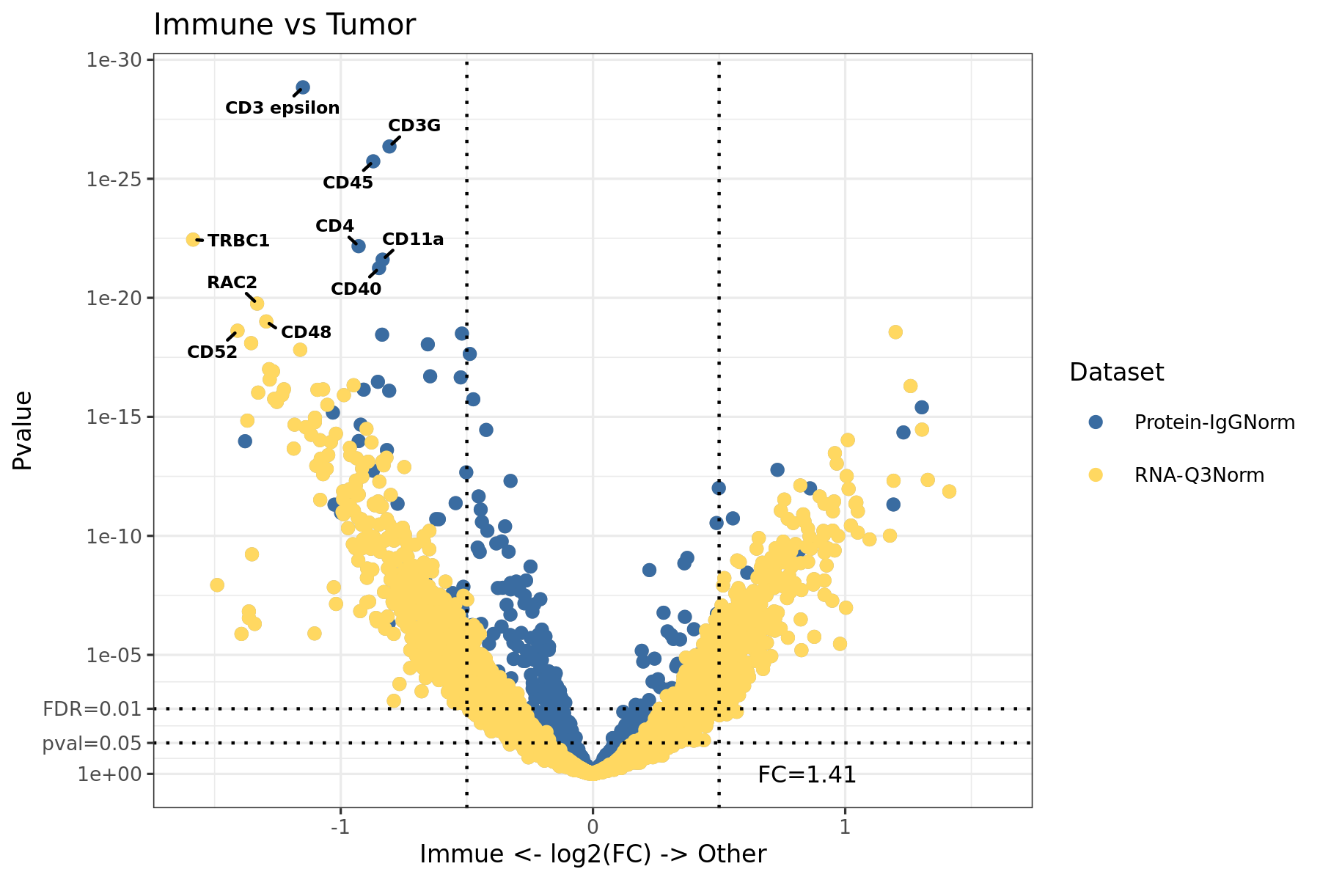 Immune vs Tumor
1e-30
CD3 epsilon
CD3G
1e-25
CD45
CD4
TRBC1
CD11a
RAC2
CD40
1e-20
CD48
CD52
Pvalue
1e-15
1e-10
1e-05
FDR=0.01
pval=0.05
1e+00
FC=1.41
-1
0
1
Immue <- log2(FC) -> Other
Dataset
Protein-IgGNorm
RNA-Q3Norm